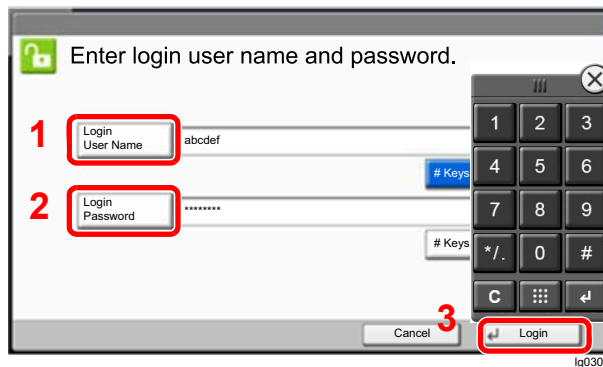 Enter login user name and password.
1
Login
User Name
abcdef
# Keys
2
Login
Password
********
# Keys
1 2 3
4 5 6
7 8 9
*/. 0 #
C
3
Cancel
Login
lg030